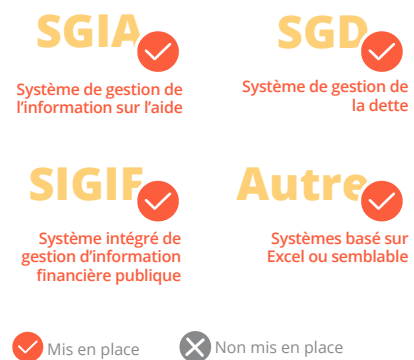 SGIA
Système de gestion de
l'information sur l'aide
SGD
Système de gestion de
la dette
SIGIF
Système intégré de
gestion d'information
financière publique
Autre
Systèmes basé sur
Excel ou semblable
Mis en place
Non mis en place